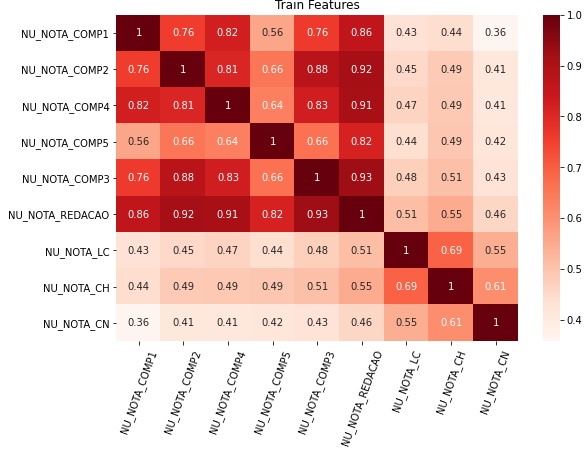 Train Features
NU_NOTA_COMP1 1 0.76 0.82 0.56 0.76 0.86 0.43 0.44 0.36
NU_NOTA_COMP2 0.76 1 0.81 0.66 0.88 0.92 0.45 0.49 0.41
NU_NOTA_COMP4 0.82 0.81 1 0.64 0.83 0.91 0.47 0.49 0.41
NU_NOTA_COMP5 0.56 0.66 0.64 1 0.66 0.82 0.44 0.49 0.42
NU_NOTA_COMP3 0.76 0.88 0.83 0.66 1 0.93 0.48 0.51 0.43
NU_NOTA_REDACAO 0.86 0.92 0.91 0.82 0.93 1 0.51 0.55 0.46
NU_NOTA_LC 0.43 0.45 0.47 0.44 0.48 0.51 1 0.69 0.55
NU_NOTA_CH 0.44 0.49 0.49 0.49 0.51 0.55 0.69 1 0.61
NU_NOTA_CN 0.36 0.41 0.41 0.42 0.43 0.46 0.55 0.61 1
NU_NOTA_COMP1
NU_NOTA_COMP2
NU_NOTA_COMP4
NU_NOTA_COMP5
NU_NOTA_COMP3
NU_NOTA_REDACAO
NU_NOTA_LC
NU_NOTA_CH
NU_NOTA_CN
1.0
0.9
0.8
0.7
0.6
0.5
0.4